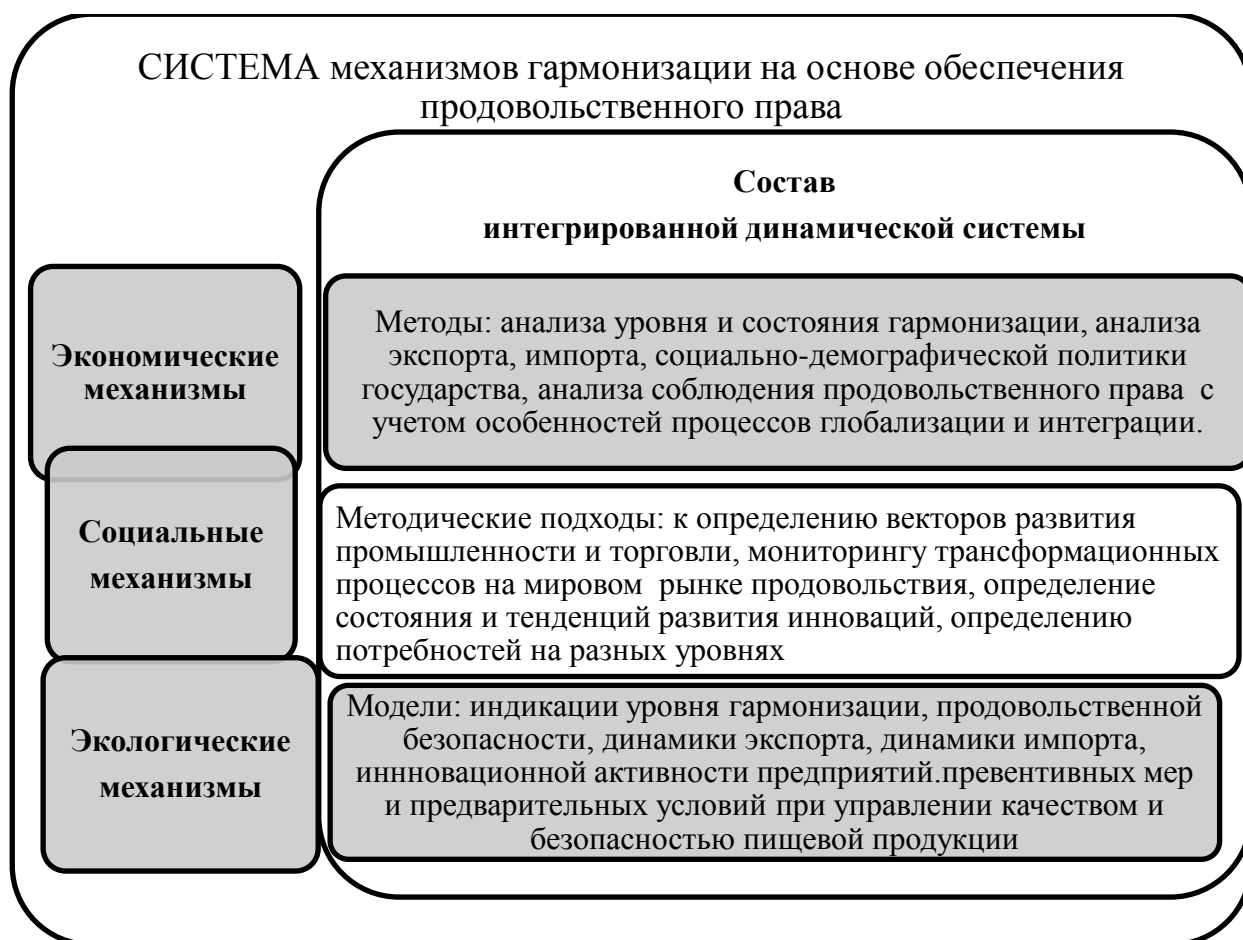 СИСТЕМА механизмов гармонизации на основе обеспечения
продовольственного права
Состав
интегрированной динамической системы
Экономические
механизмы
Методы: анализа уровня и состояния гармонизации, анализа
экспорта, импорта, социально-демографической политики
государства, анализа соблюдения продовольственного права с
учетом особенностей процессов глобализации и интеграции.
Социальные
механизмы
Методические подходы: к определению векторов развития
промышленности и торговли, мониторингу трансформационных
процессов на мировом рынке продовольствия, определение
состояния и тенденций развития инноваций, определению
потребностей на разных уровнях
Экологические
механизмы
Модели: индикации уровня гармонизации, продовольственной
безопасности, динамики экспорта, динамики импорта,
иннновационной активности предприятий.превентивных мер
и предварительных условий при управлении качеством и
безопасностью пищевой продукции